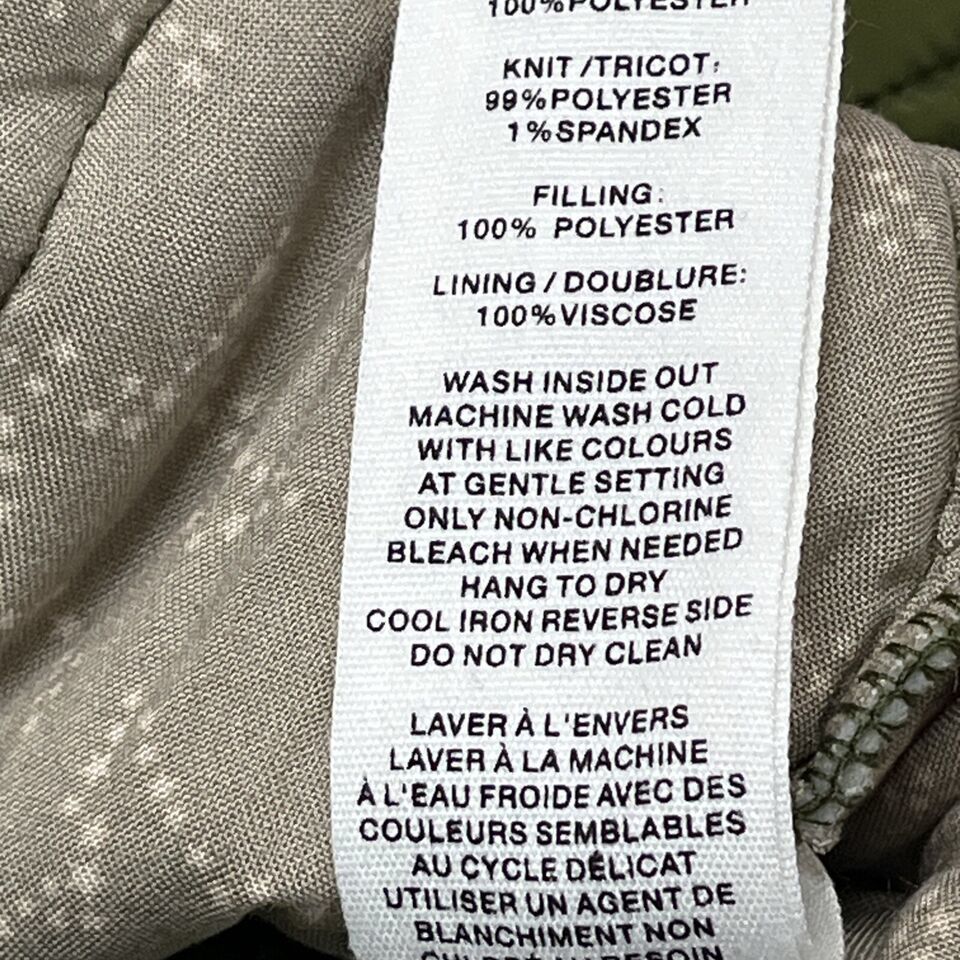 100%POLYESTER
KNIT /TRICOT:
99%POLYESTER
1%SPANDEX
FILLING:
100% POLYESTER
LINING / DOUBLURE:
100%VISCOSE
WASH INSIDE OUT
MACHINE WASH COLD
WITH LIKE COLOURS
AT GENTLE SETTING
ONLY NON-CHLORINE
BLEACH WHEN NEEDED
HANG TO DRY
COOL IRON REVERSE SIDE
DO NOT DRY CLEAN
LAVER À L'ENVERS
LAVER À LA MACHINE
À L'EAU FROIDE AVEC DES
COULEURS SEMBLABLES
AU CYCLE DÉLICAT
UTILISER UN AGENT DE
BLANCHIMENT NON
BESOIN